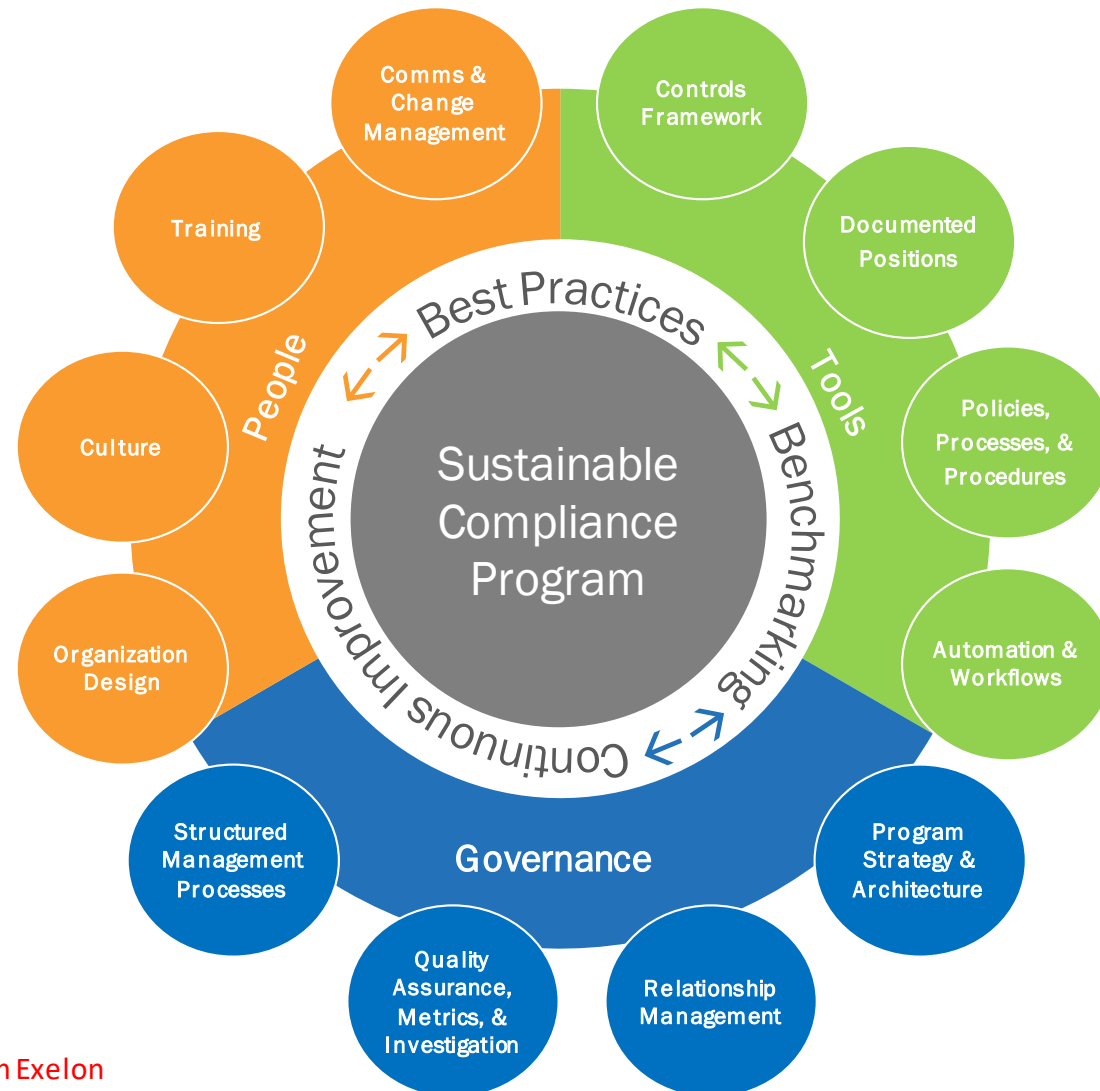 Comms &
Change
Management
Controls
Framework
Training
Documented
Positions
Culture
Policies,
Processes, &
Procedures
Organization
Design
Automation &
Workflows
People
Tools
Governance
Best Practices
Benchmarking
Continuous Improvement
Sustainable
Compliance
Program
Structured
Management
Processes
Program
Strategy &
Architecture
Quality
Assurance,
Metrics, &
Investigation
Relationship
Management
Exelon